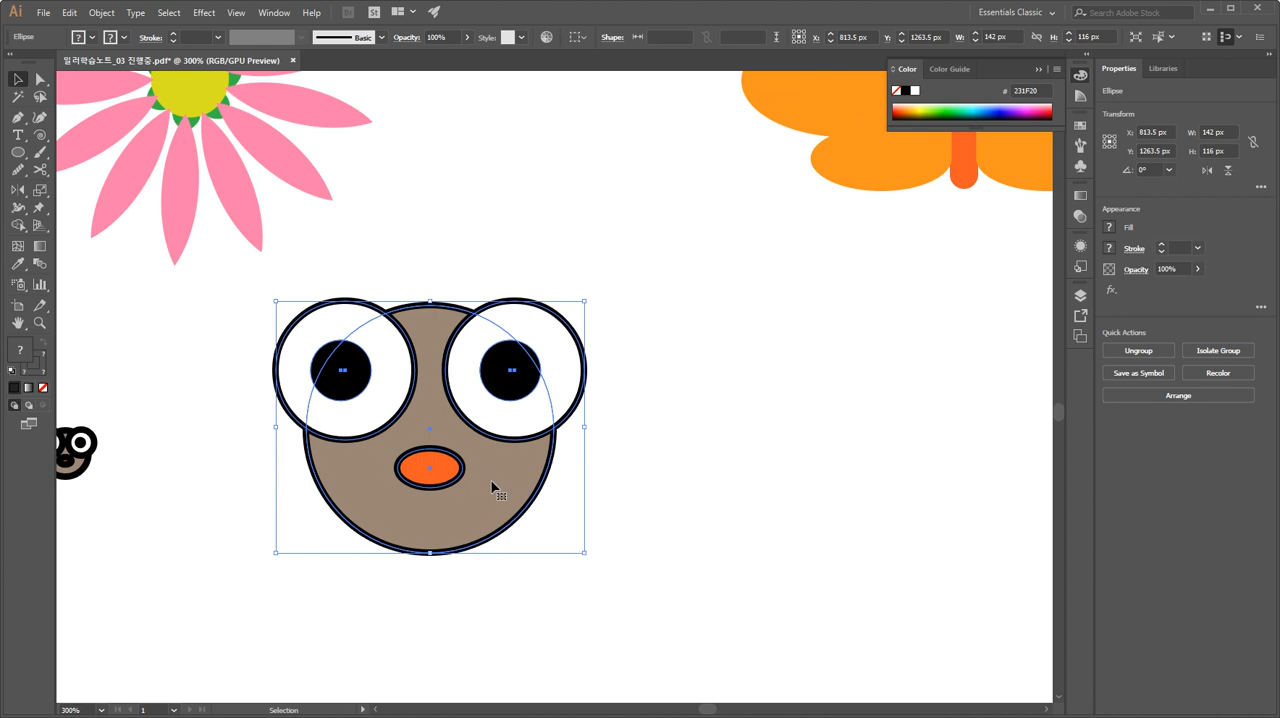 Ai File Edit Object Type Select Effect View Window Help Br St Essentials Classic Search Adobe Stock
Ellipse ? ? Stroke: Basic Opacity: 100% Style: Shape: X: 813.5 px Y: 1263.5 px W: 142 px H: 116 px
일러학습노트_03 진행중.pdf* @ 300% (RGB/GPU Preview)
Color Color Guide
# 231F20
Properties Libraries
Ellipse
Transform
X: 813.5 px W: 142 px
Y: 1263.5 px H: 116 px
0°
Appearance
? Fill
? Stroke
Opacity 100%
fx.
Quick Actions
Ungroup Isolate Group
Save as Symbol Recolor
Arrange
?
?
? ?
300% 1 Selection